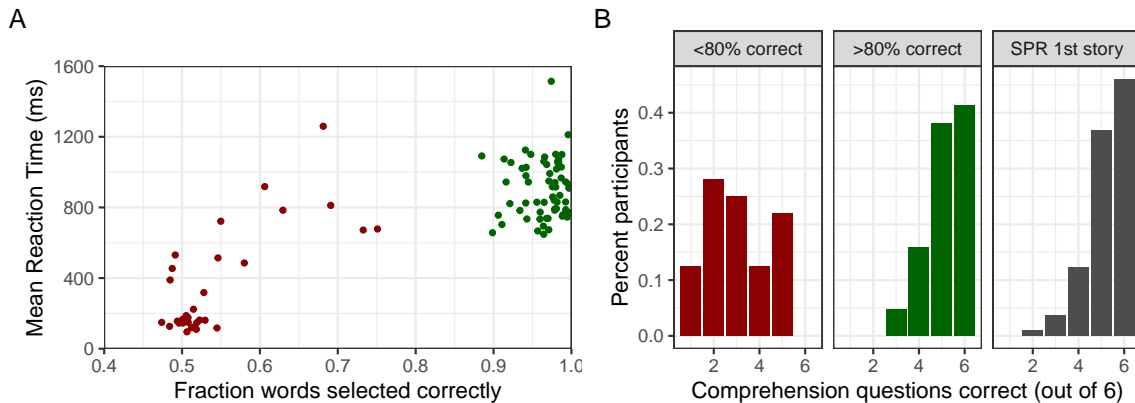 A
Mean Reaction Time (ms)
1600
1200
800
400
0
0.4 0.5 0.6 0.7 0.8 0.9 1.0
Fraction words selected correctly
B
<80% correct >80% correct SPR 1st story
Percent participants
0.4
0.3
0.2
0.1
0.0
2 4 6 2 4 6 2 4 6
Comprehension questions correct (out of 6)